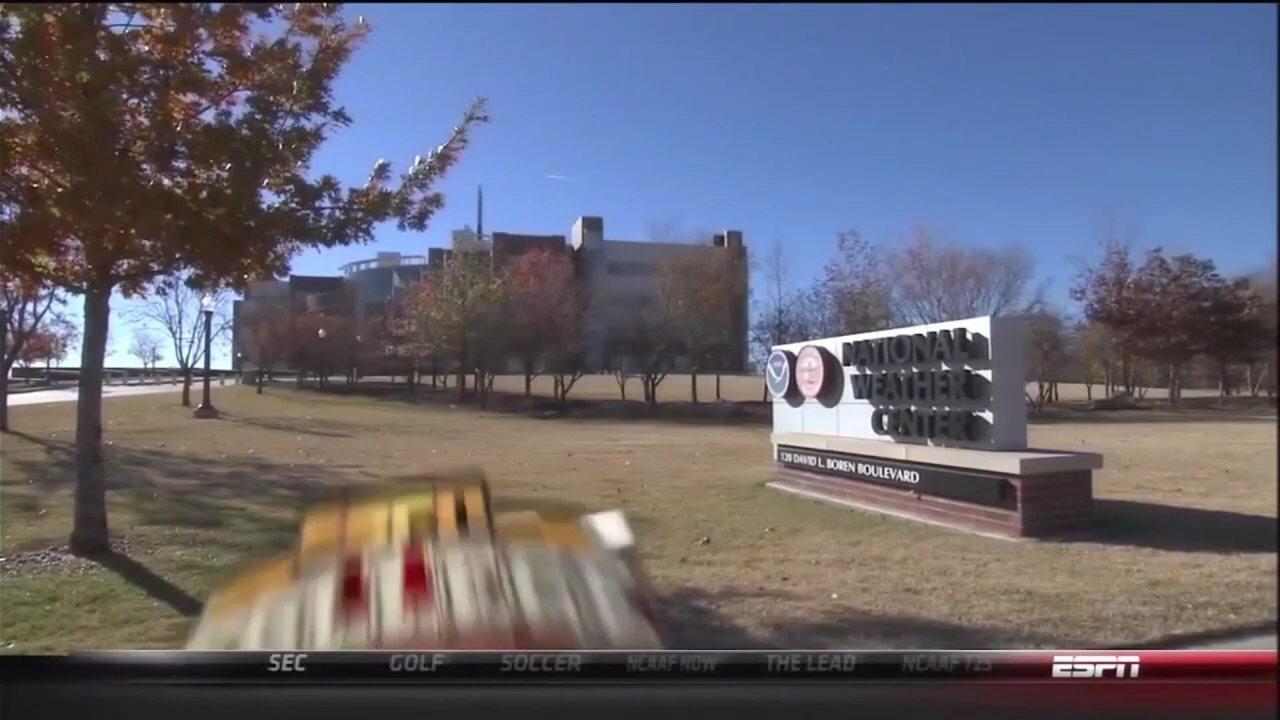 NATIONAL
WEATHER
CENTER
120 DAVID L. BOREN BOULEVARD
SEC GOLF SOCCER NCAAF NOW THE LEAD NCAAF 125 ESPN